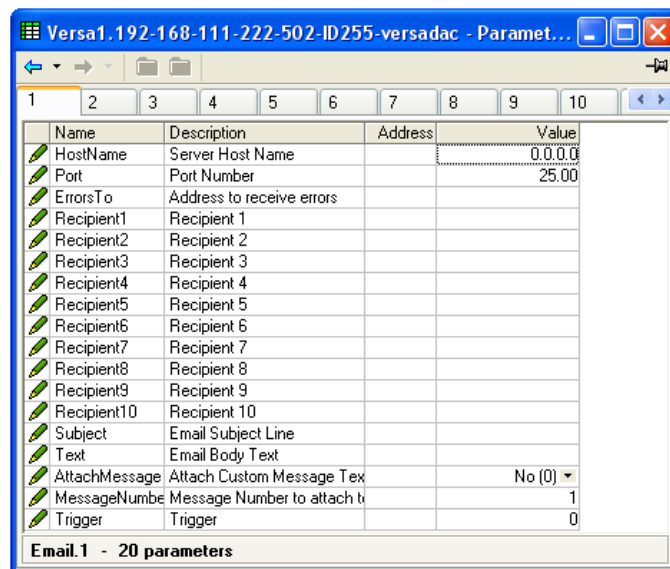 Versa1.192-168-111-222-502-ID255-versadac - Paramet...
1 2 3 4 5 6 7 8 9 10
Name Description Address Value
HostName Server Host Name 0.0.0.0
Port Port Number 25.00
ErrorsTo Address to receive errors
Recipient1 Recipient 1
Recipient2 Recipient 2
Recipient3 Recipient 3
Recipient4 Recipient 4
Recipient5 Recipient 5
Recipient6 Recipient 6
Recipient7 Recipient 7
Recipient8 Recipient 8
Recipient9 Recipient 9
Recipient10 Recipient 10
Subject Email Subject Line
Text Email Body Text
AttachMessage Attach Custom Message Tex No (0)
MessageNumbe Message Number to attach t 1
Trigger Trigger 0
Email.1 - 20 parameters